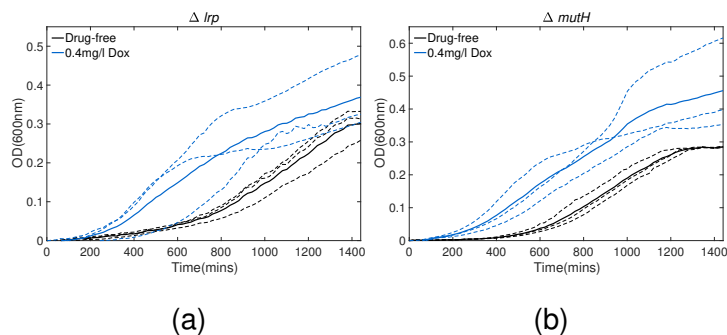 Δ lrp
Drug-free
0.4mg/l Dox
OD(600nm)
0.5
0.4
0.3
0.2
0.1
0
0 200 400 600 800 1000 1200 1400
Time(mins)
(a)
Δ mutH
Drug-free
0.4mg/l Dox
OD(600nm)
0.6
0.5
0.4
0.3
0.2
0.1
0
0 200 400 600 800 1000 1200 1400
Time(mins)
(b)